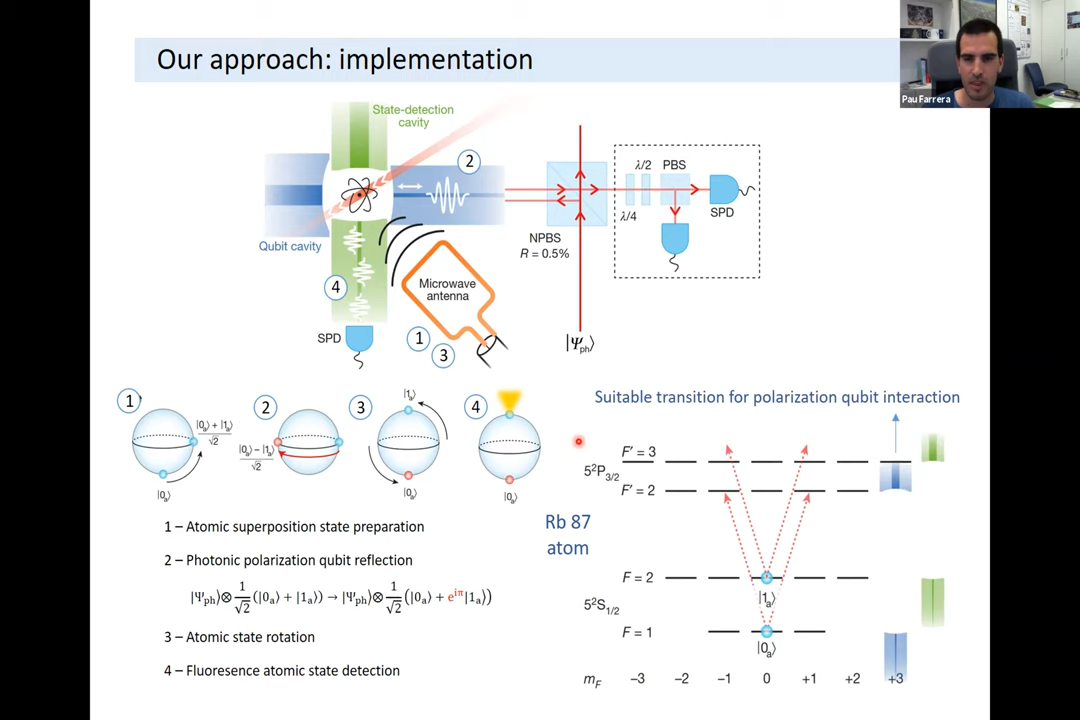 Our approach: implementation
Pau Farrera
State-detection
cavity
2
Qubit cavity
4
SPD
Microwave
antenna
1
3
NPBS
R = 0.5%
|Ψph⟩
λ/2 PBS
λ/4
SPD
1
|0a⟩ + |1a⟩
√2
|0a⟩
2
|0a⟩ − |1a⟩
√2
3
|1a⟩
|0a⟩
4
|0a⟩
1 – Atomic superposition state preparation
2 – Photonic polarization qubit reflection
|Ψph⟩⊗ 1/√2 (|0a⟩ + |1a⟩) → |Ψph⟩⊗ 1/√2 (|0a⟩ + e^iπ|1a⟩)
3 – Atomic state rotation
4 – Fluoresence atomic state detection
Suitable transition for polarization qubit interaction
F′ = 3
5²P3/2
F′ = 2
Rb 87
atom
F = 2
|1a⟩
5²S1/2
F = 1
|0a⟩
mF −3 −2 −1 0 +1 +2 +3